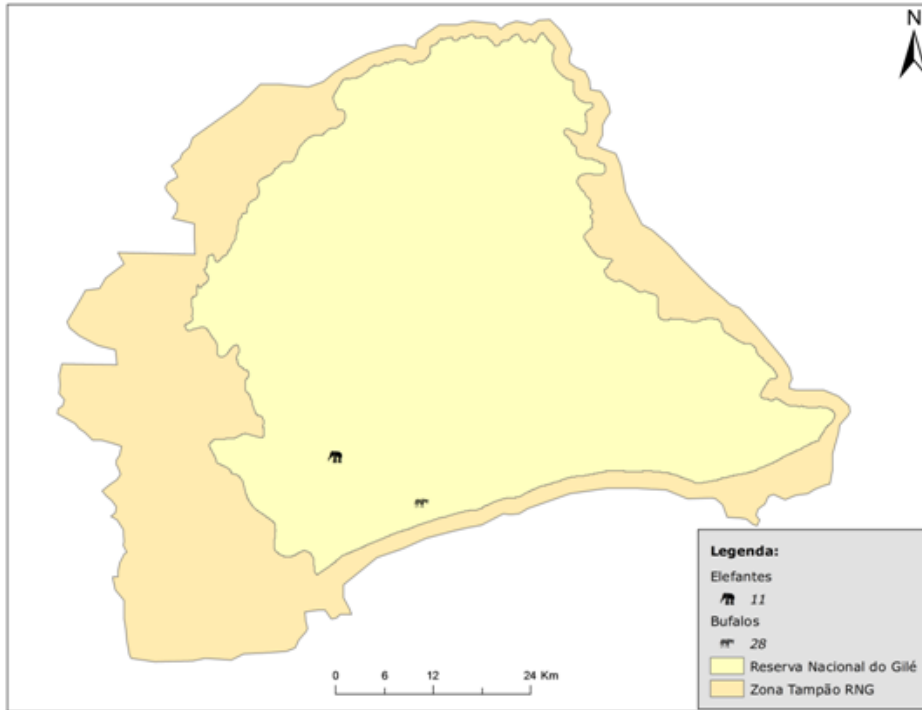 N
Legenda:
Elefantes
11
Bufalos
28
Reserva Nacional do Gilé
Zona Tampão RNG
0 6 12 24 Km